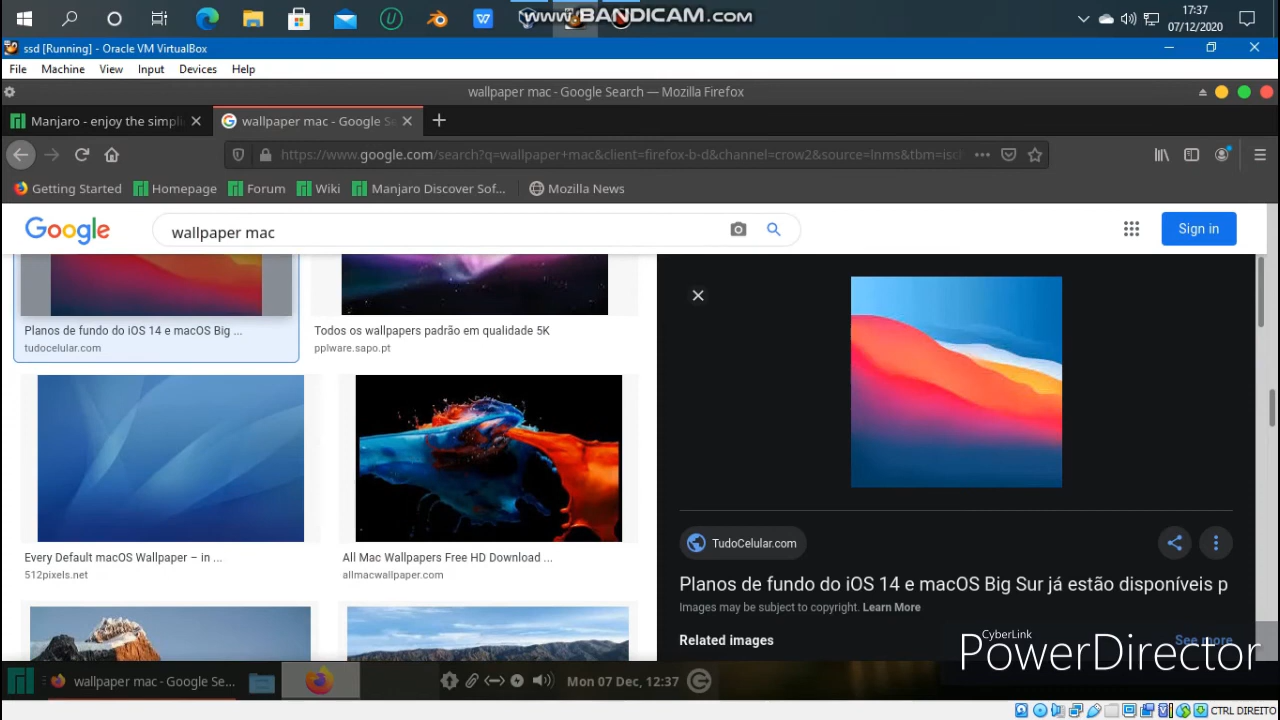 www.BANDICAM.com
17:37
07/12/2020
ssd [Running] - Oracle VM VirtualBox
File Machine View Input Devices Help
wallpaper mac - Google Search — Mozilla Firefox
Manjaro - enjoy the simpli
wallpaper mac - Google Se
https://www.google.com/search?q=wallpaper+mac&client=firefox-b-d&channel=crow2&source=lnms&tbm=isch
Getting Started Homepage Forum Wiki Manjaro Discover Sof... Mozilla News
Google wallpaper mac Sign in
Planos de fundo do iOS 14 e macOS Big ...
tudocelular.com
Todos os wallpapers padrão em qualidade 5K
pplware.sapo.pt
Every Default macOS Wallpaper – in ...
512pixels.net
All Mac Wallpapers Free HD Download ...
allmacwallpaper.com
TudoCelular.com
Planos de fundo do iOS 14 e macOS Big Sur já estão disponíveis p
Images may be subject to copyright. Learn More
Related images See more
CyberLink
PowerDirector
wallpaper mac - Google Se... Mon 07 Dec, 12:37
CTRL DIREITO